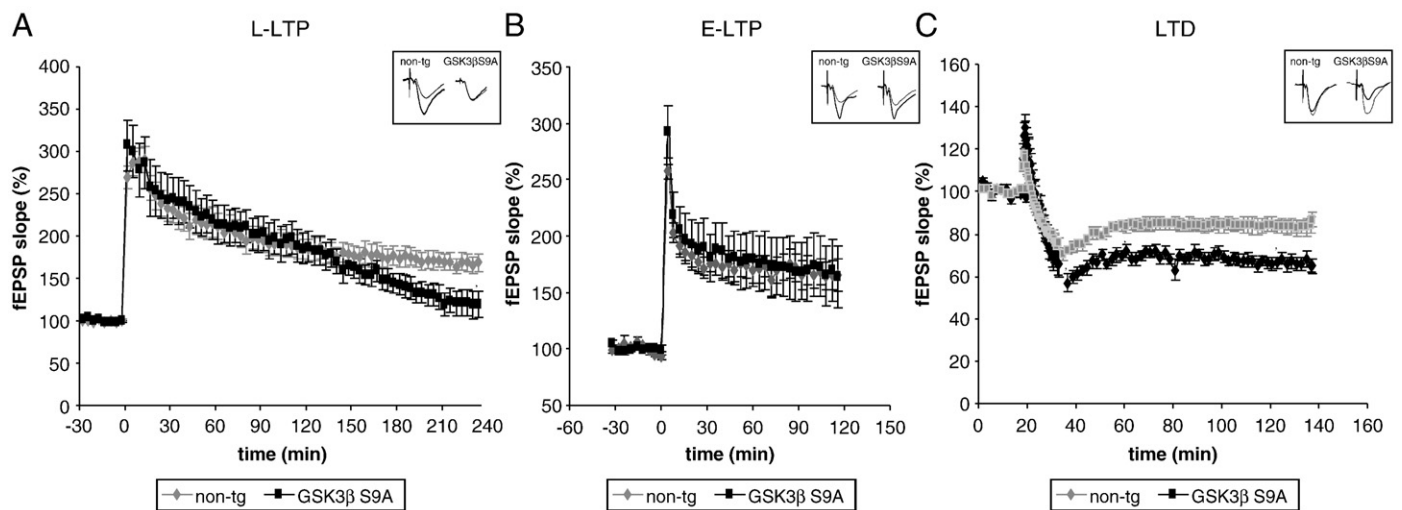 A
L-LTP
non-tg GSK3βS9A
fEPSP slope (%)
400
350
300
250
200
150
100
50
0
-30 0 30 60 90 120 150 180 210 240
time (min)
non-tg GSK3β S9A
B
E-LTP
non-tg GSK3βS9A
fEPSP slope (%)
350
300
250
200
150
100
50
-60 -30 0 30 60 90 120 150
time (min)
non-tg GSK3β S9A
C
LTD
non-tg GSK3βS9A
fEPSP slope (%)
160
140
120
100
80
60
40
20
0
0 20 40 60 80 100 120 140 160
time (min)
non-tg GSK3β S9A